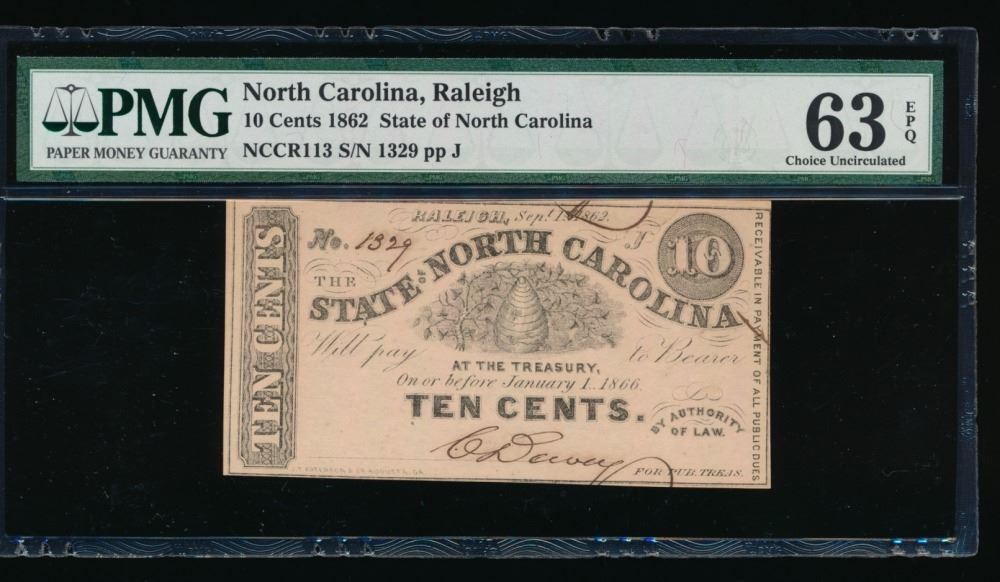 PMG
PAPER MONEY GUARANTY
North Carolina, Raleigh
10 Cents 1862 State of North Carolina
NCCR113 S/N 1329 pp J
63 EPQ
Choice Uncirculated
RALEIGH, Sept. 1. 1862.
No. 1329 J
10
THE
STATE OF NORTH CAROLINA
Will pay to Bearer
AT THE TREASURY,
On or before January 1. 1866.
TEN CENTS.
BY AUTHORITY
OF LAW.
FOR PUB. TREAS.
TEN CENTS
RECEIVABLE IN PAYMENT OF ALL PUBLIC DUES